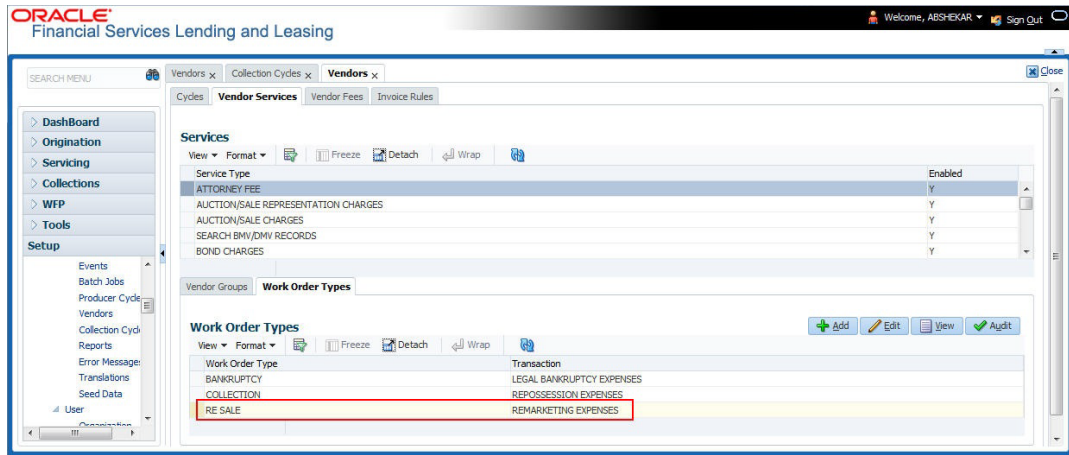 ORACLE
Financial Services Lending and Leasing
Welcome, ABSHEKAR
Sign Out
SEARCH MENU
Vendors x
Collection Cycles x
Vendors x
Close
Cycles
Vendor Services
Vendor Fees
Invoice Rules
DashBoard
Origination
Servicing
Collections
WFP
Tools
Setup
Events
Batch Jobs
Producer Cycle
Vendors
Collection Cycl
Reports
Error Message
Translations
Seed Data
User
Services
View Format Freeze Detach Wrap
Service Type Enabled
ATTORNEY FEE Y
AUCTION/SALE REPRESENTATION CHARGES Y
AUCTION/SALE CHARGES Y
SEARCH BMV/DMV RECORDS Y
BOND CHARGES Y
Vendor Groups
Work Order Types
Work Order Types
Add Edit View Audit
View Format Freeze Detach Wrap
Work Order Type Transaction
BANKRUPTCY LEGAL BANKRUPTCY EXPENSES
COLLECTION REPOSSESSION EXPENSES
RE SALE REMARKETING EXPENSES